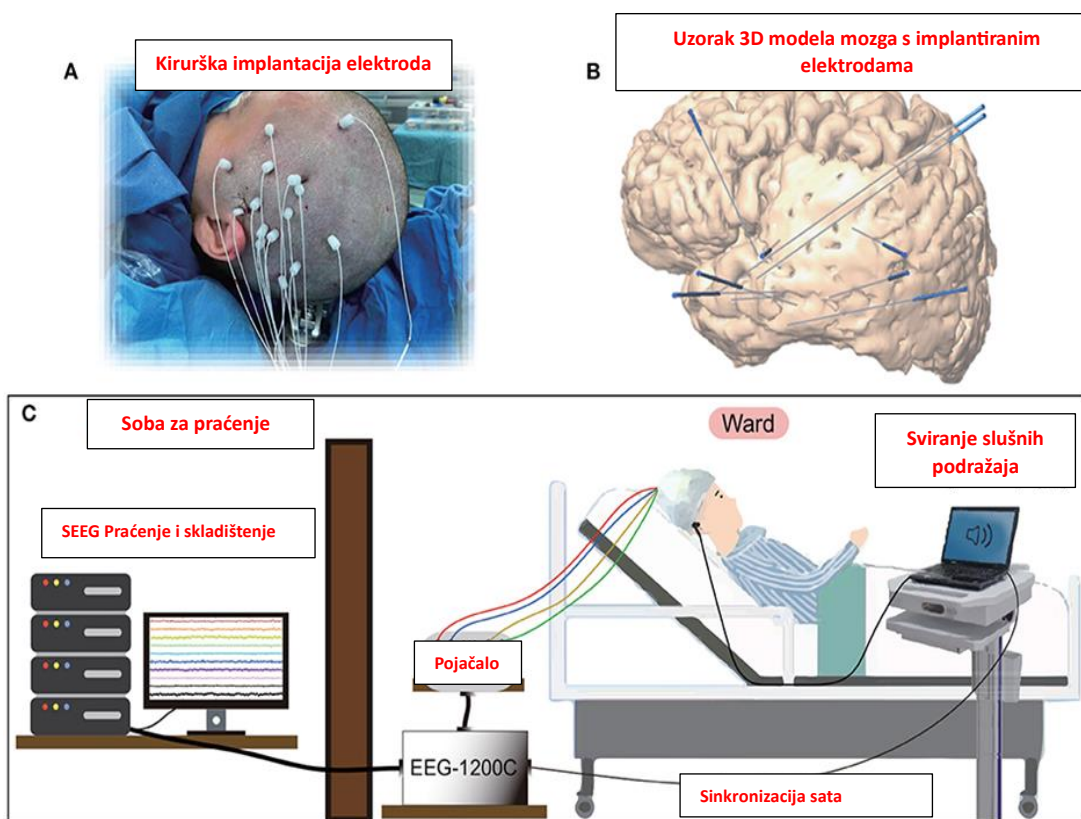 A
Kirurška implantacija elektroda
B
Uzorak 3D modela mozga s implantiranim
elektrodama
C
Soba za praćenje
Ward
Sviranje slušnih
podražaja
SEEG Praćenje i skladištenje
Pojačalo
EEG-1200C
Sinkronizacija sata